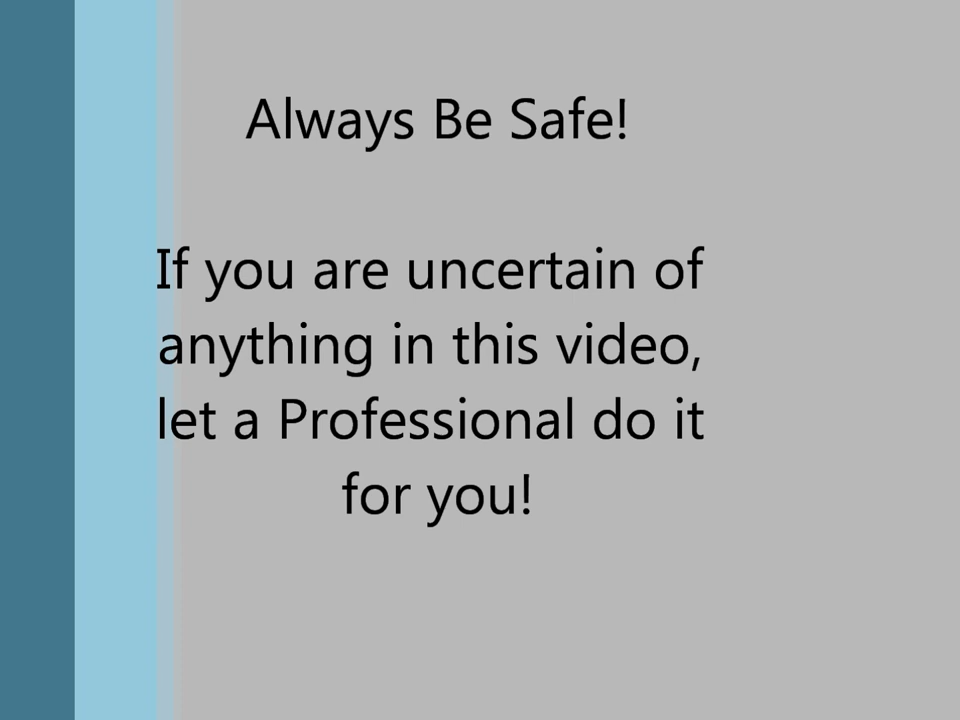 Always Be Safe!
If you are uncertain of
anything in this video,
let a Professional do it
for you!